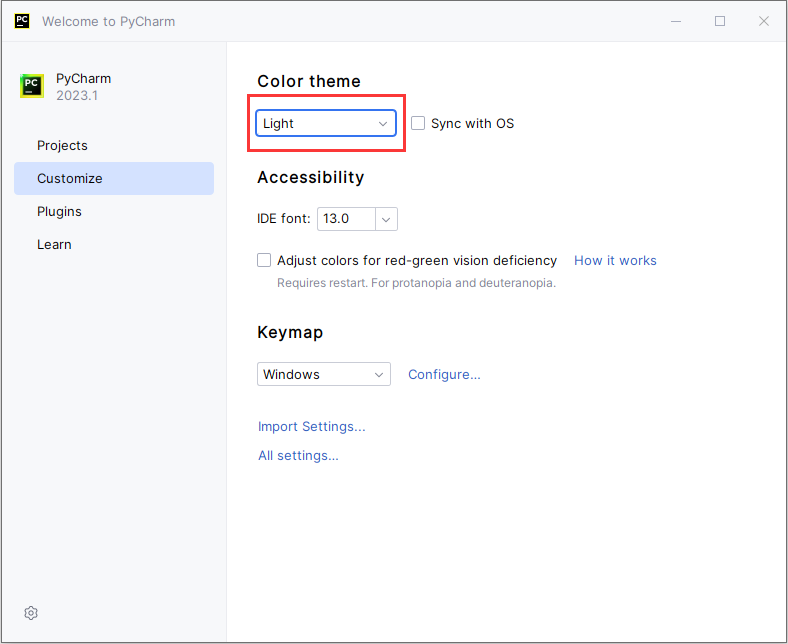 PC Welcome to PyCharm
PC PyCharm
2023.1
Projects
Customize
Plugins
Learn
Color theme
Light Sync with OS
Accessibility
IDE font: 13.0
Adjust colors for red-green vision deficiency How it works
Requires restart. For protanopia and deuteranopia.
Keymap
Windows Configure...
Import Settings...
All settings...